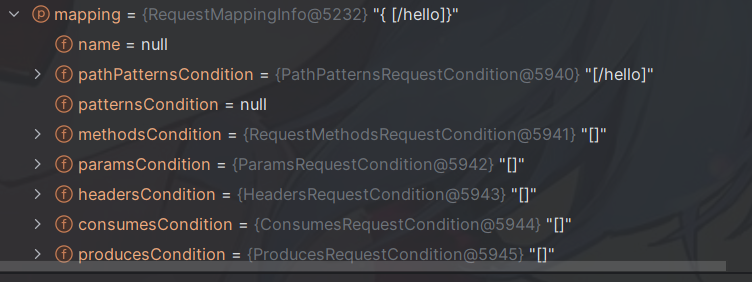 p mapping = {RequestMappingInfo@5232} "{ [/hello]}"
f name = null
f pathPatternsCondition = {PathPatternsRequestCondition@5940} "[/hello]"
f patternsCondition = null
f methodsCondition = {RequestMethodsRequestCondition@5941} "[]"
f paramsCondition = {ParamsRequestCondition@5942} "[]"
f headersCondition = {HeadersRequestCondition@5943} "[]"
f consumesCondition = {ConsumesRequestCondition@5944} "[]"
f producesCondition = {ProducesRequestCondition@5945} "[]"